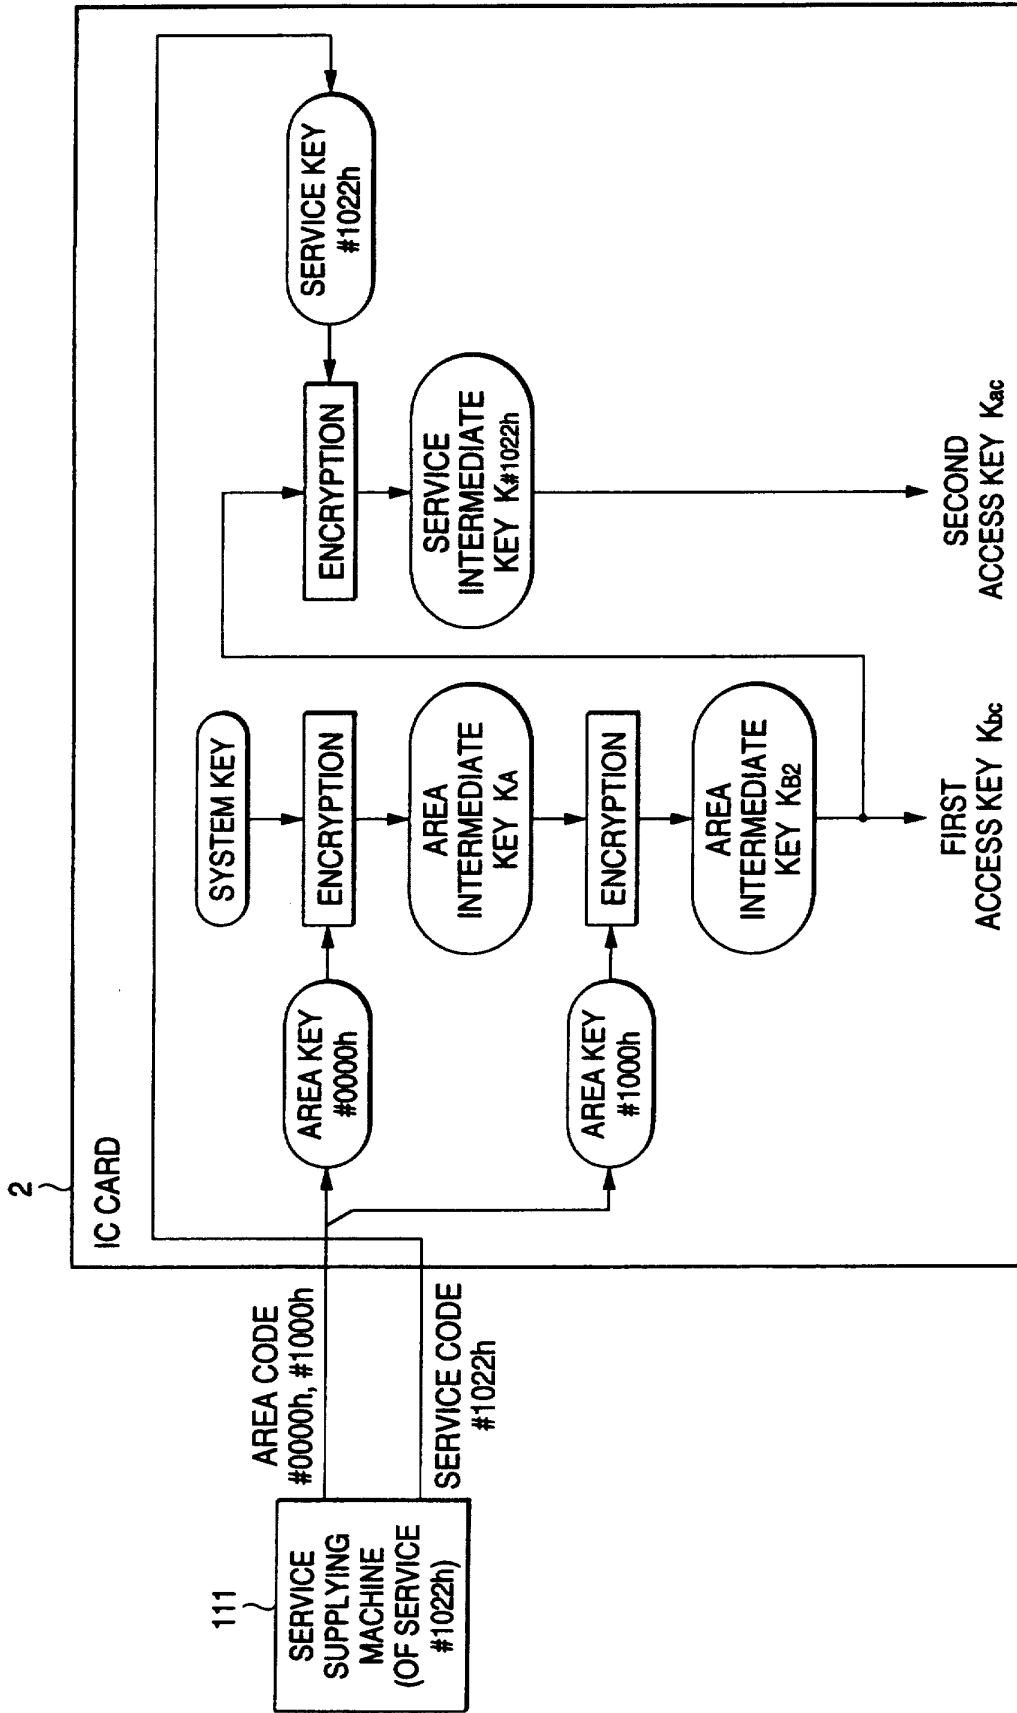 111
SERVICE
SUPPLYING
MACHINE
(OF SERVICE
#1022h)
AREA CODE
#0000h, #1000h
SERVICE CODE
#1022h
2
IC CARD
AREA KEY
#0000h
AREA KEY
#1000h
SYSTEM KEY
ENCRYPTION
AREA
INTERMEDIATE
KEY KA
ENCRYPTION
AREA
INTERMEDIATE
KEY KB2
FIRST
ACCESS KEY Kbc
SERVICE KEY
#1022h
ENCRYPTION
SERVICE
INTERMEDIATE
KEY K#1022h
SECOND
ACCESS KEY Kac